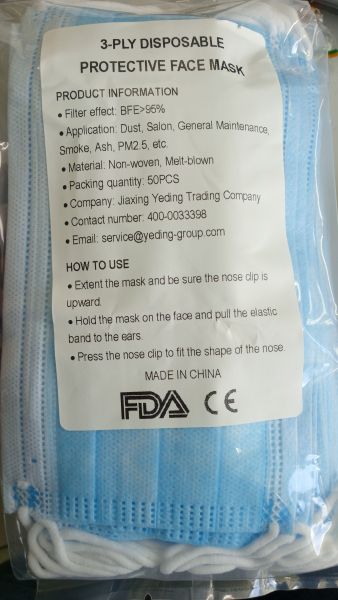 3-PLY DISPOSABLE
PROTECTIVE FACE MASK
PRODUCT INFORMATION
• Filter effect: BFE>95%
• Application: Dust, Salon, General Maintenance,
Smoke, Ash, PM2.5, etc.
• Material: Non-woven, Melt-blown
• Packing quantity: 50PCS
• Company: Jiaxing Yeding Trading Company
• Contact number: 400-0033398
• Email: service@yeding-group.com
HOW TO USE
• Extent the mask and be sure the nose clip is
upward.
• Hold the mask on the face and pull the elastic
band to the ears.
• Press the nose clip to fit the shape of the nose.
MADE IN CHINA
FDA CE